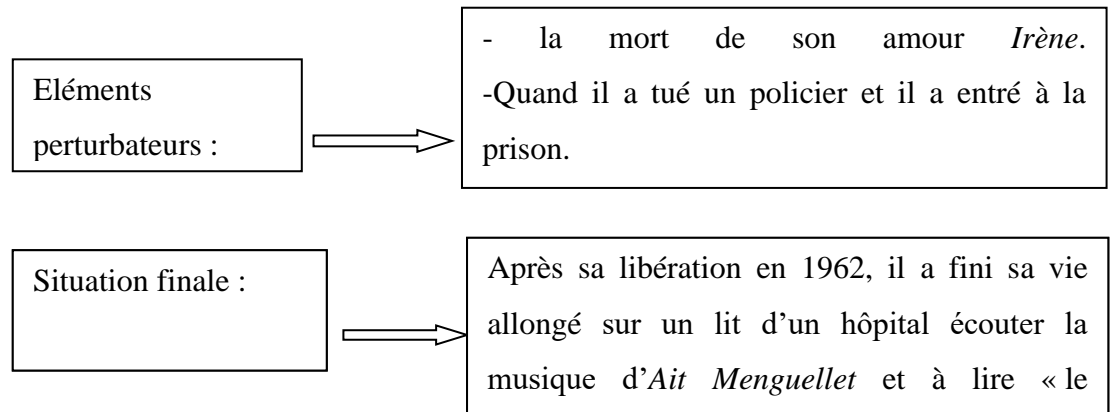 Eléments
perturbateurs :
- la mort de son amour Irène.
-Quand il a tué un policier et il a entré à la
prison.
Situation finale :
Après sa libération en 1962, il a fini sa vie
allongé sur un lit d’un hôpital écouter la
musique d’Ait Menguellet et à lire « le